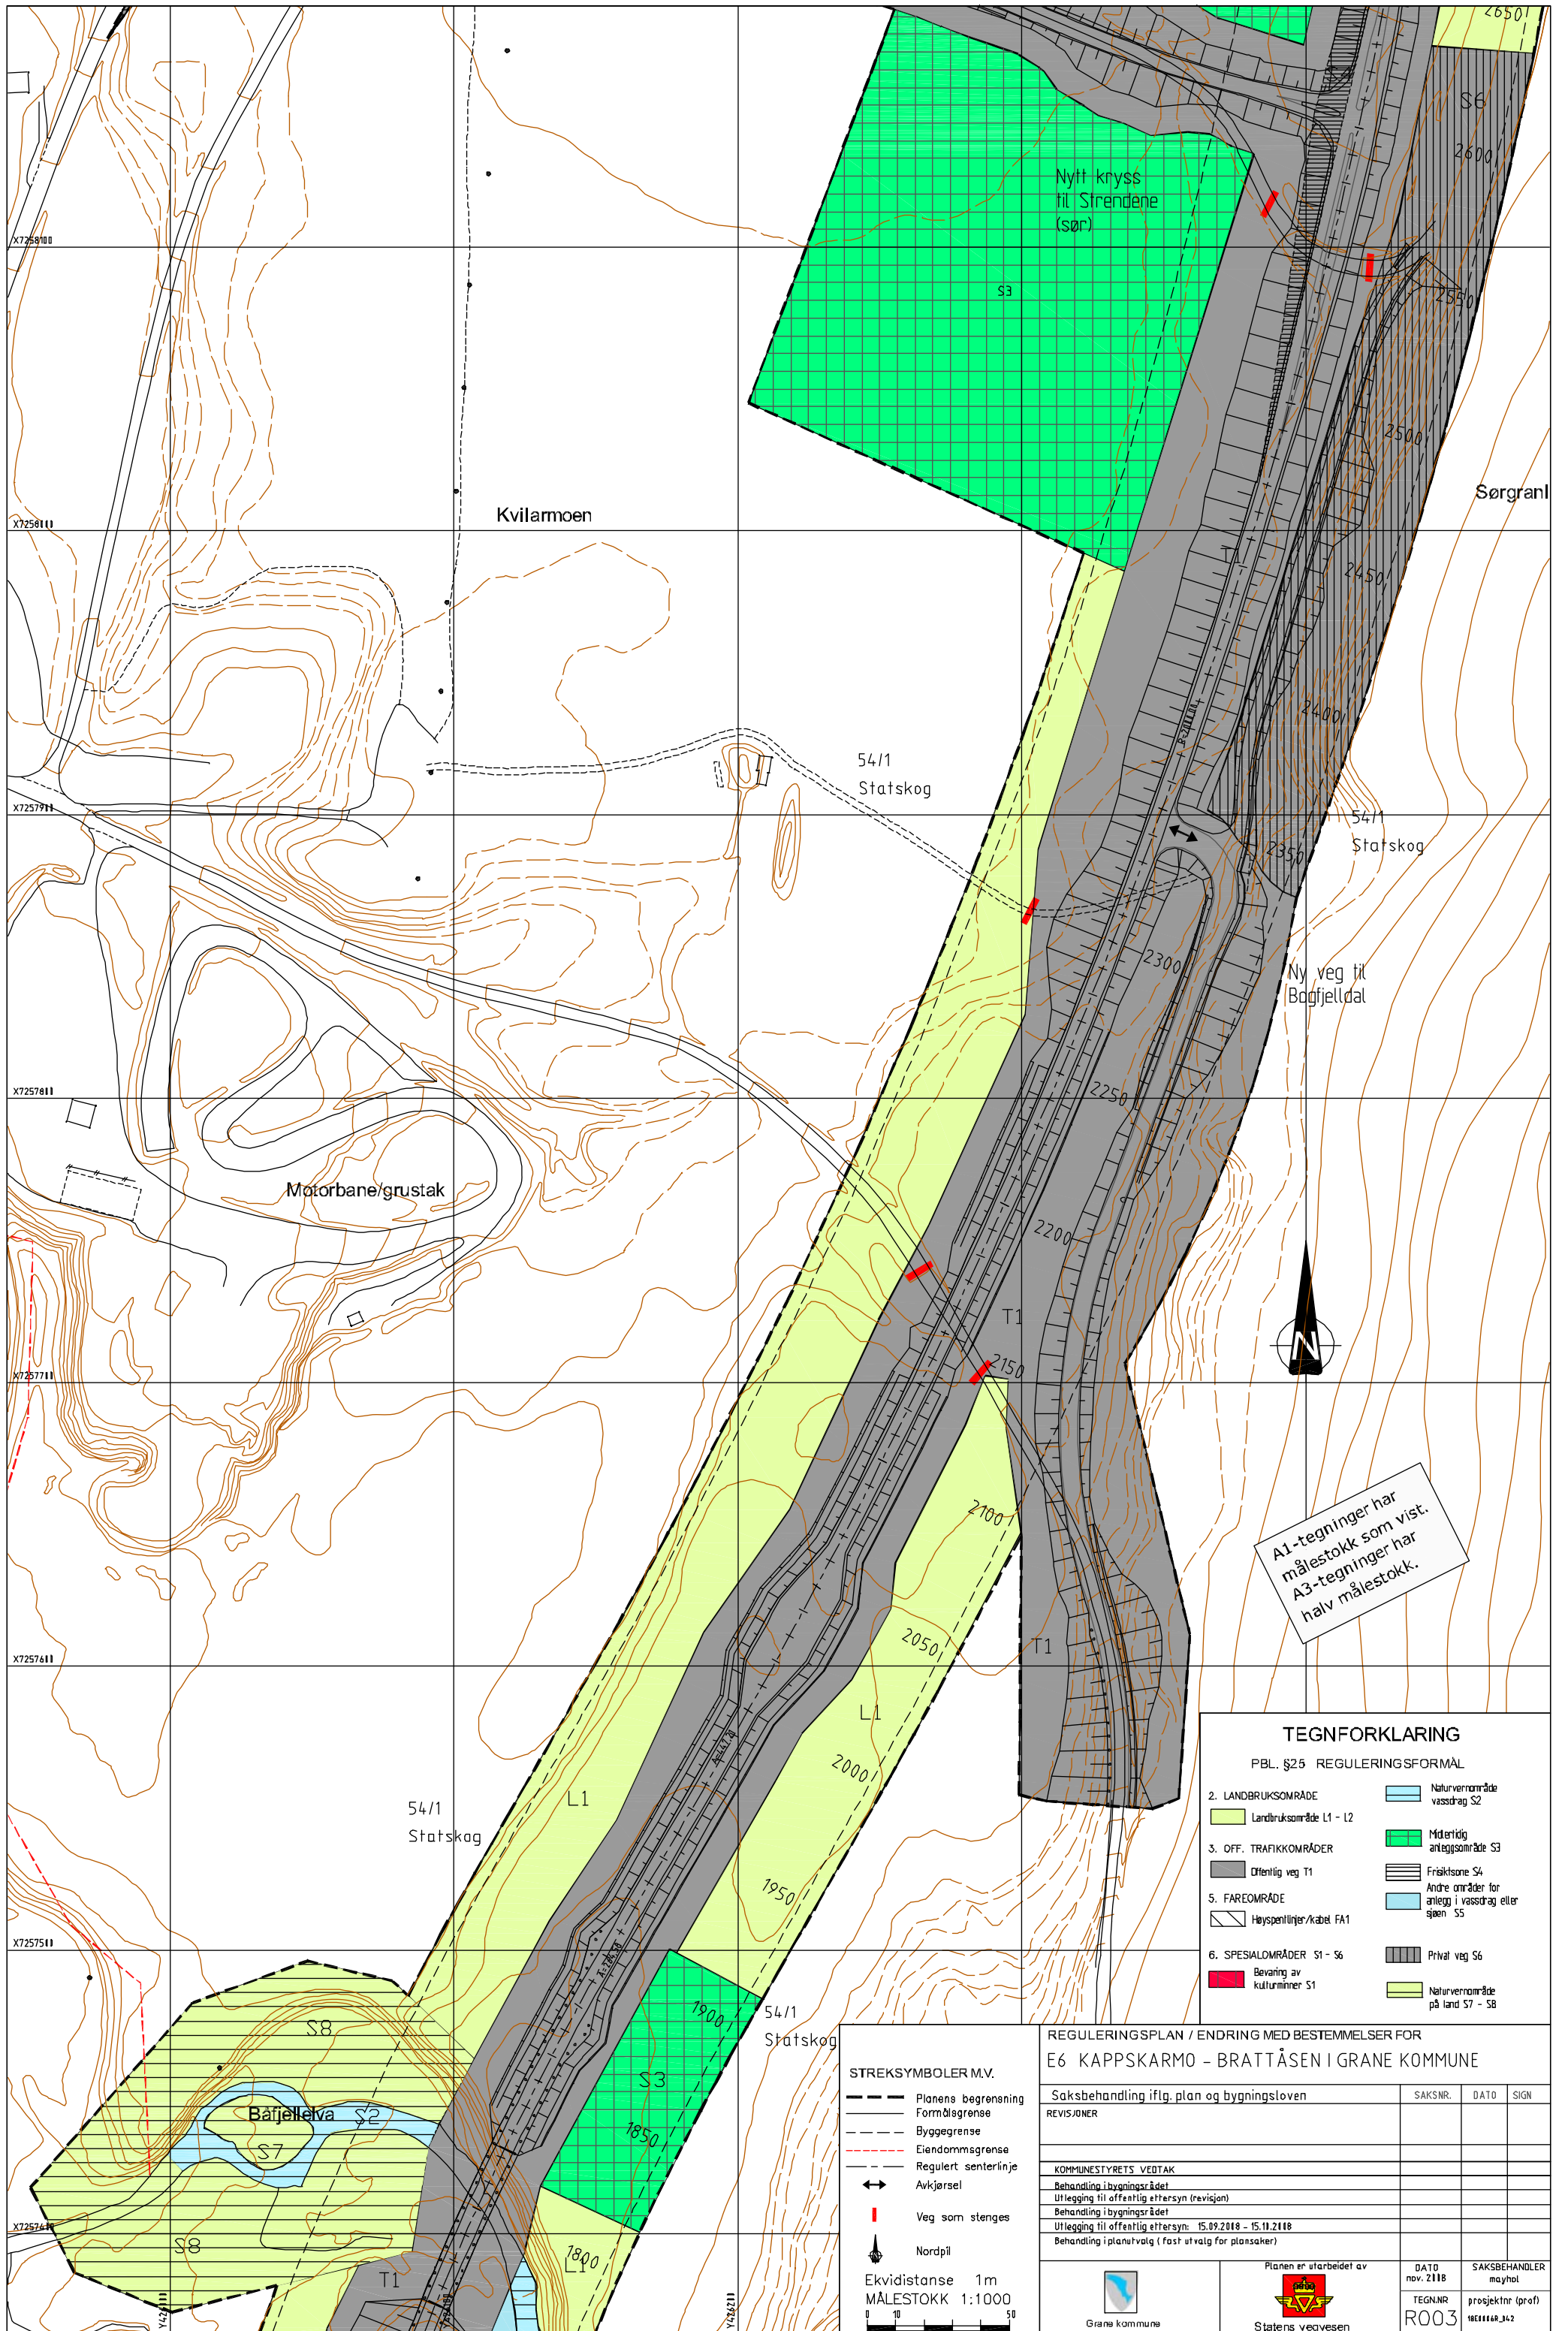 2650
S6
2600
Nytt kryss
til Strendene
(sør)
X7258100
S3
2550
2500
Sørgranl
Kvilarmoen
2450
2400
54/1
Statskog
54/1
Statskog
2350
2300
Ny veg til
Bogfjelldal
2250
Motorbane/grustak
2200
T1
N
2150
A1-tegninger har
målestokk som vist.
A3-tegninger har
halv målestokk.
2100
2050
T1
L1
2000
L1
54/1
Statskog
1950
1900
54/1
Statskog
S8
S3
Båfjellelva
S2
S7
1850
S8
1800
L1
T1
TEGNFORKLARING
PBL. §25 REGULERINGSFORMÅL
2. LANDBRUKSOMRÅDE
Landbruksområde L1 - L2
3. OFF. TRAFIKKOMRÅDER
Offentlig veg T1
5. FAREOMRÅDE
Høyspentlinjer/kabel FA1
6. SPESIALOMRÅDER S1 - S6
Bevaring av
kulturminner S1
Naturvernområde
vassdrag S2
Midlertidig
anleggsområde S3
Frisiktsone S4
Andre områder for
anlegg i vassdrag eller
sjøen S5
Privat veg S6
Naturvernområde
på land S7 - S8
STREKSYMBOLER M.V.
Planens begrensning
Formålsgrense
Byggegrense
Eiendommsgrense
Regulert senterlinje
Avkjørsel
Veg som stenges
Nordpil
Ekvidistanse 1m
MÅLESTOKK 1:1000
0 10 50
REGULERINGSPLAN / ENDRING MED BESTEMMELSER FOR
E6 KAPPSKARMO - BRATTÅSEN I GRANE KOMMUNE
Saksbehandling iflg. plan og bygningsloven
SAKSNR. DATO SIGN
REVISJONER
KOMMUNESTYRETS VEDTAK
Behandling i bygningsrådet
Utlegging til offentlig ettersyn (revisjon)
Behandling i bygningsrådet
Utlegging til offentlig ettersyn:
Behandling i planutvalg ( fast utvalg for plansaker)
Grane kommune
Planen er utarbeidet av
Statens vegvesen
DATO
nov.
SAKSBEHANDLER
mayhol
TEGN.NR
R003
prosjektnr (prof)